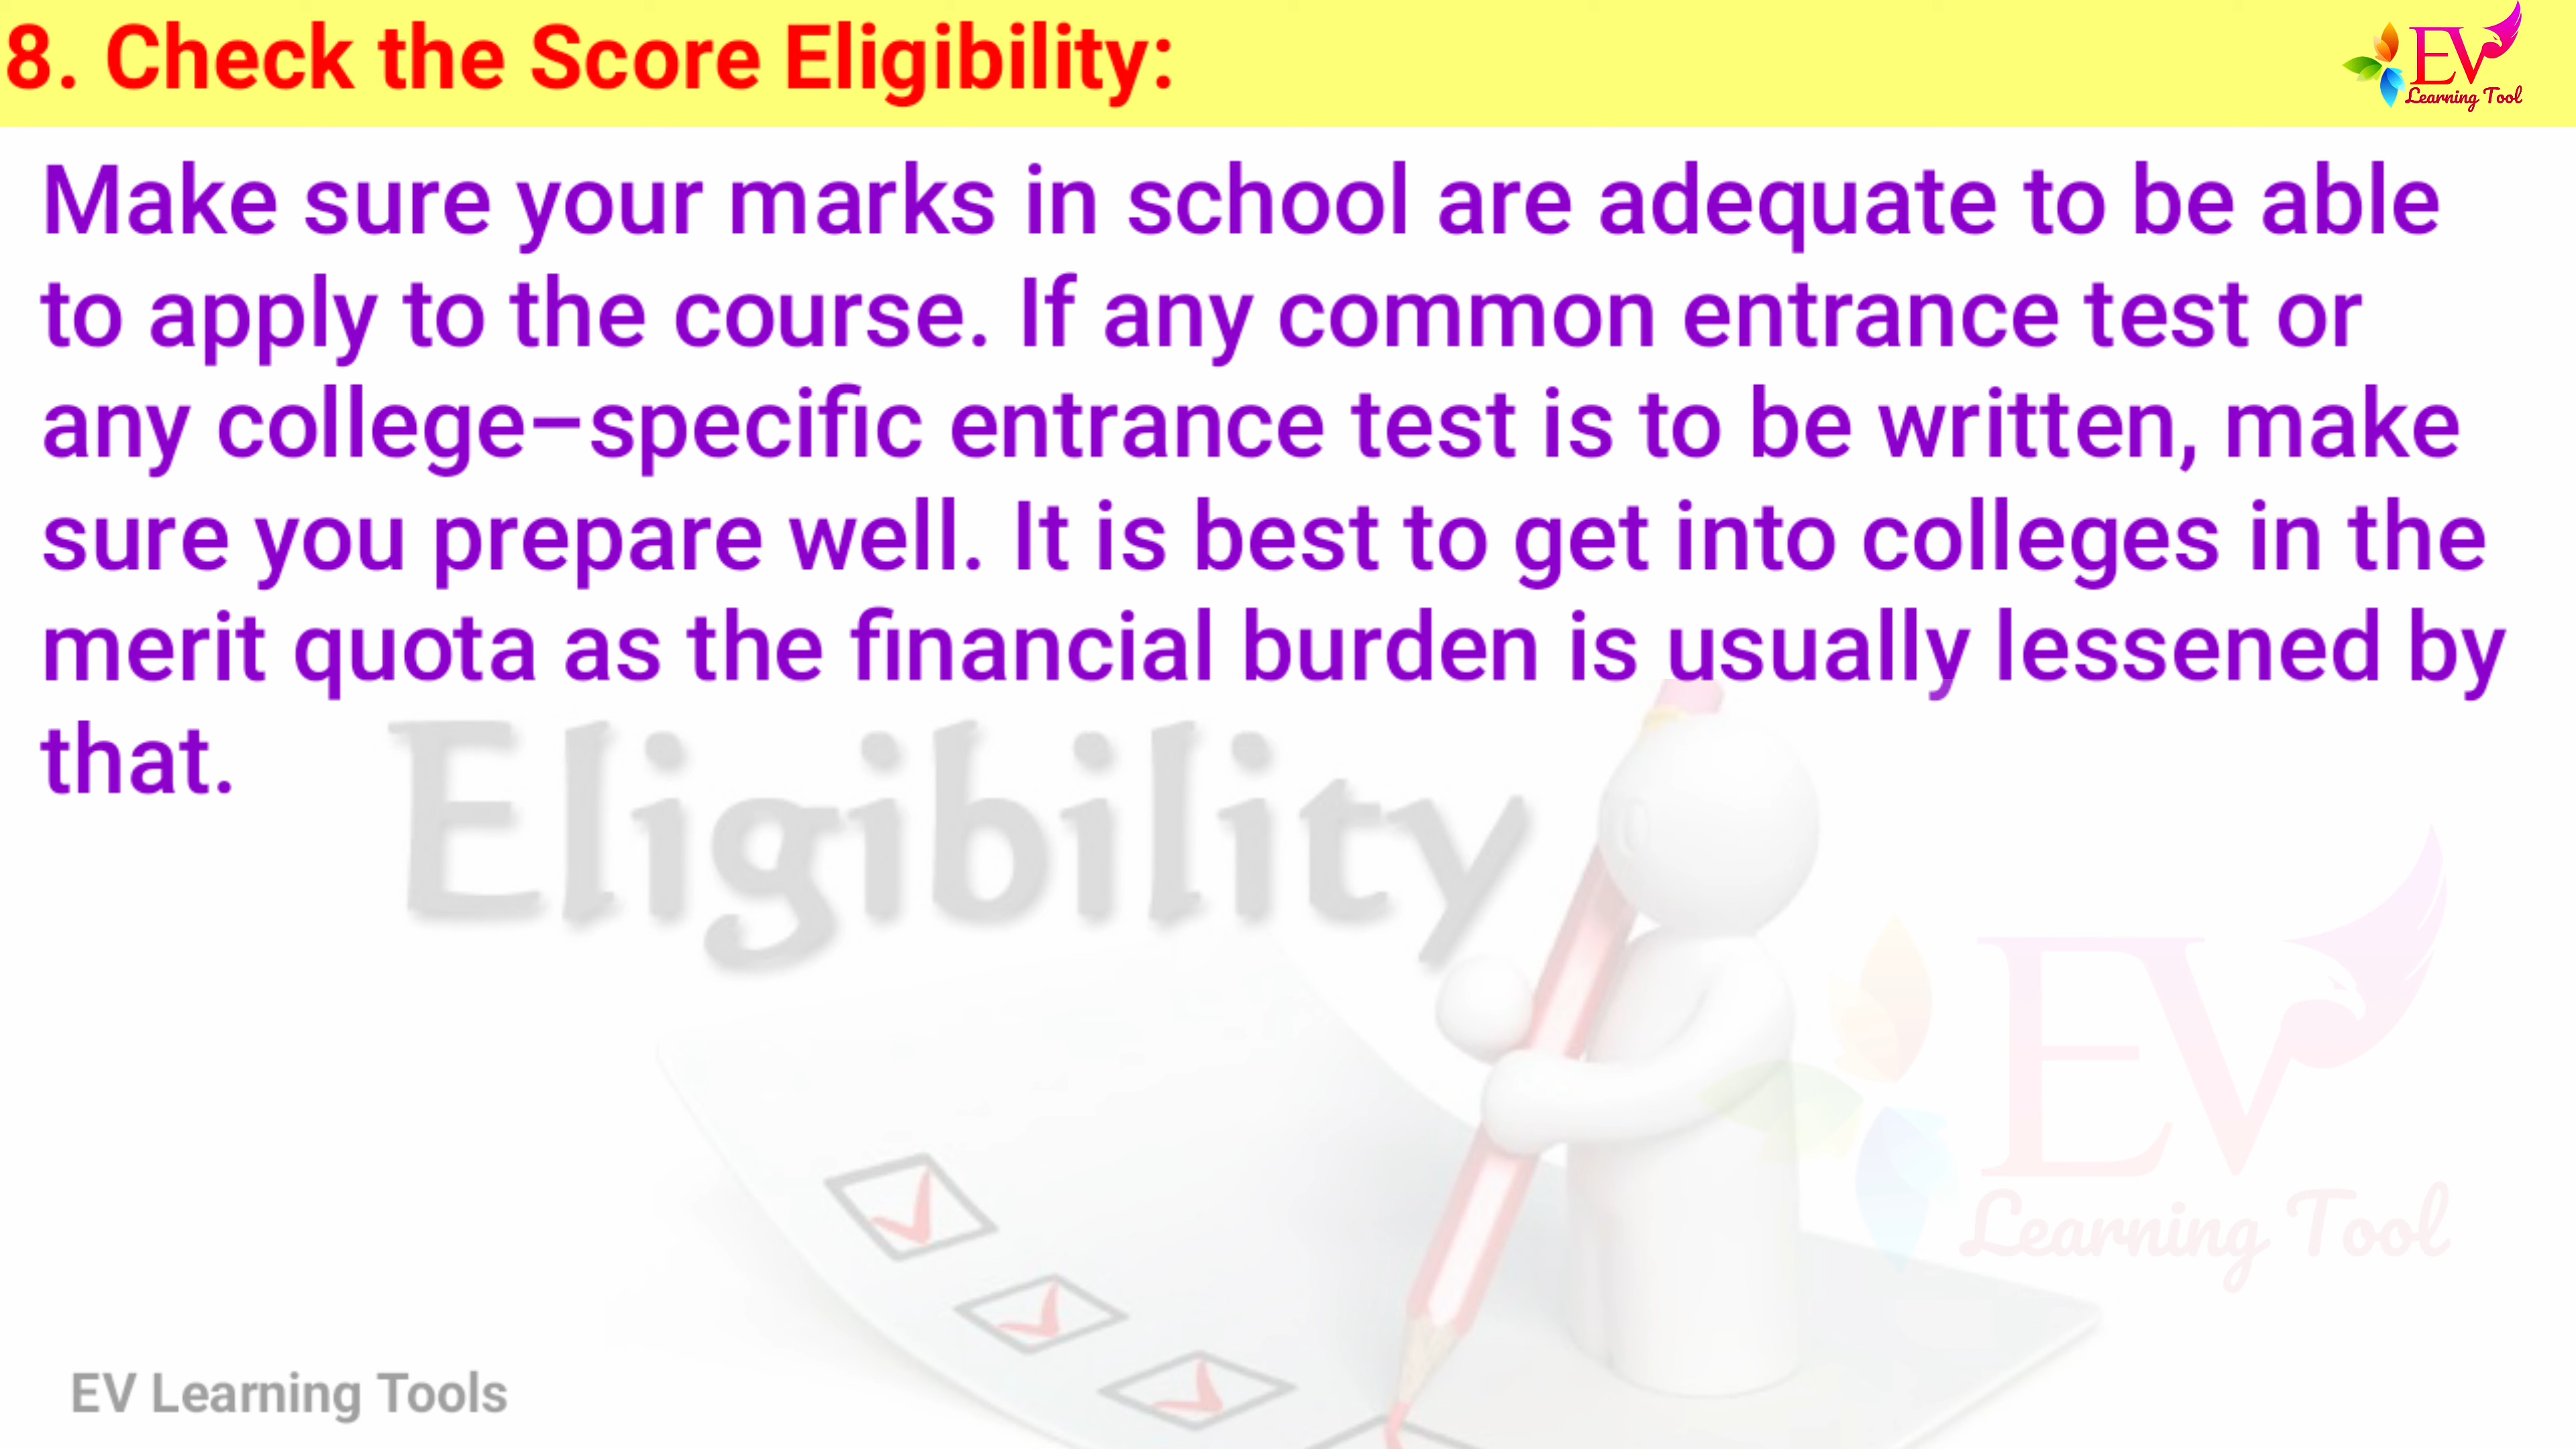 8. Check the Score Eligibility:
EV
Learning Tool
Make sure your marks in school are adequate to be able
to apply to the course. If any common entrance test or
any college–specific entrance test is to be written, make
sure you prepare well. It is best to get into colleges in the
merit quota as the financial burden is usually lessened by
that.
Eligibility
EV
Learning Tool
EV Learning Tools